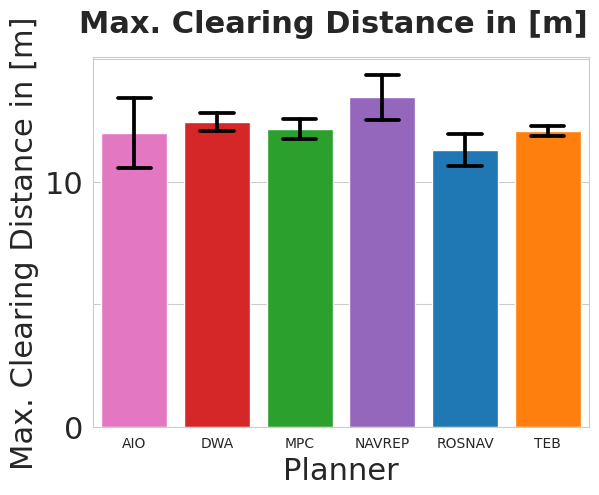 Max. Clearing Distance in [m]
Max. Clearing Distance in [m]
10
0
AIO DWA MPC NAVREP ROSNAV TEB
Planner